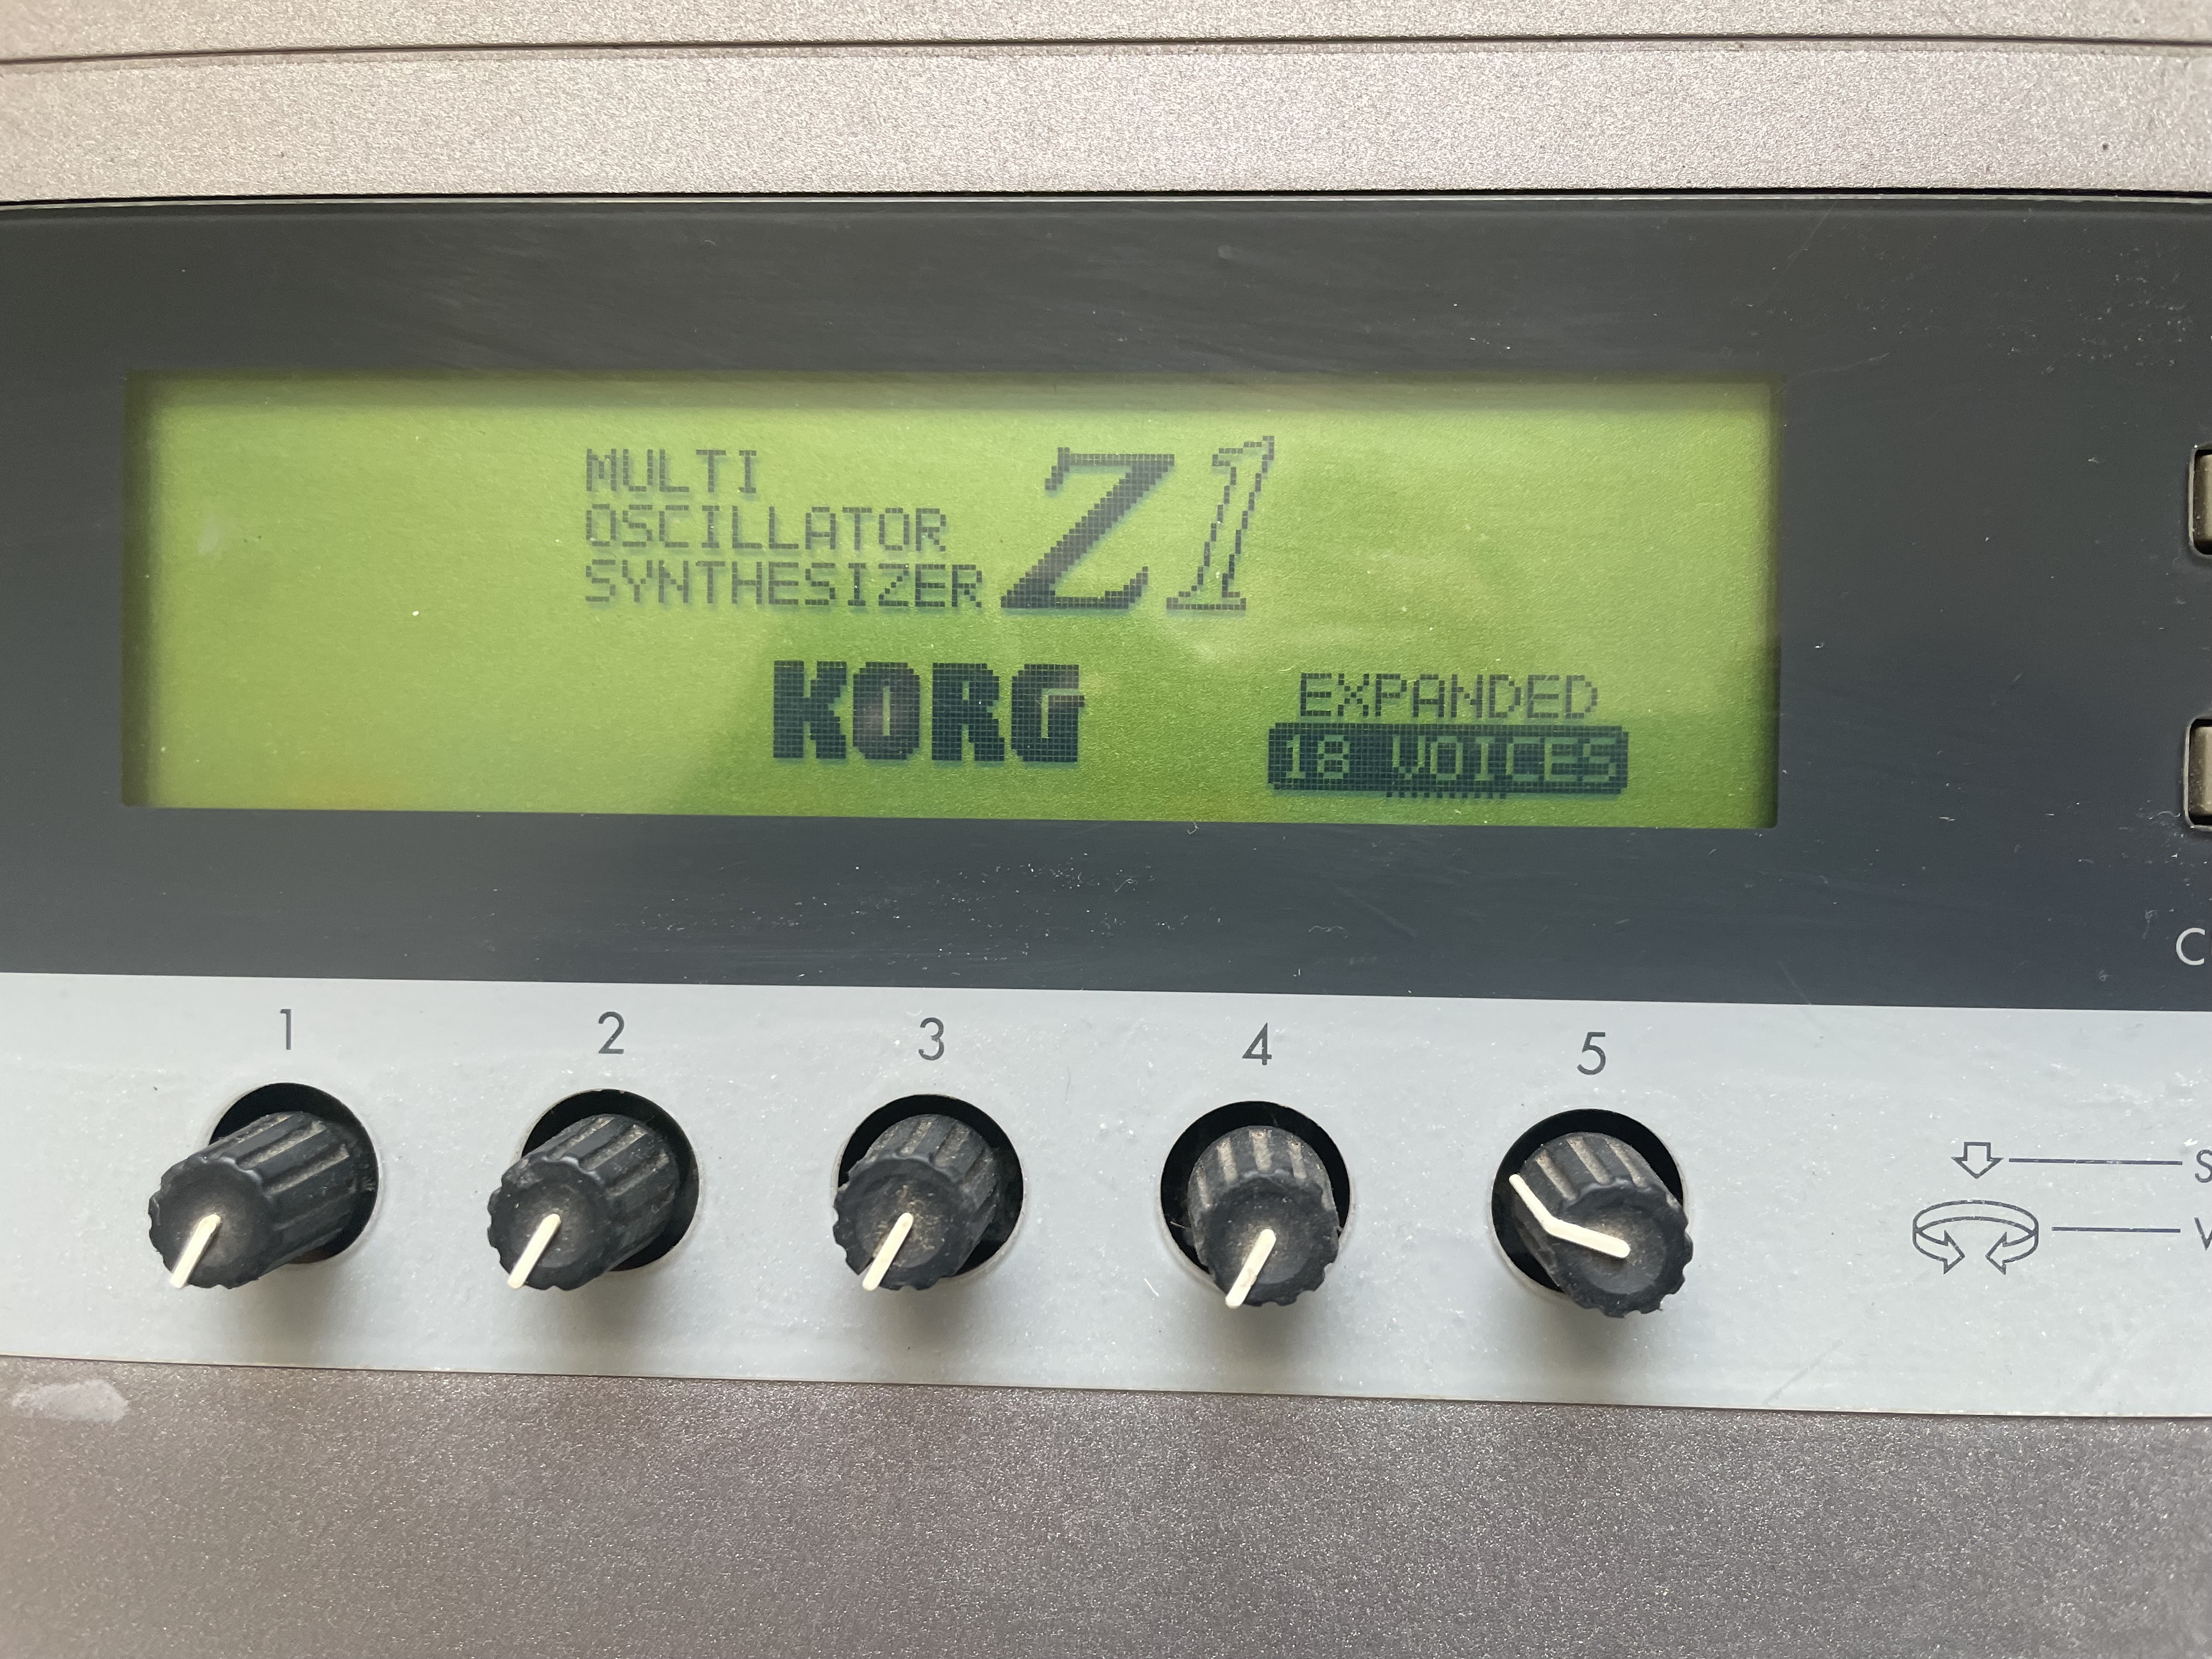 MULTI
OSCILLATOR
SYNTHESIZER
Z1
KORG
EXPANDED
18 VOICES
1 2 3 4 5